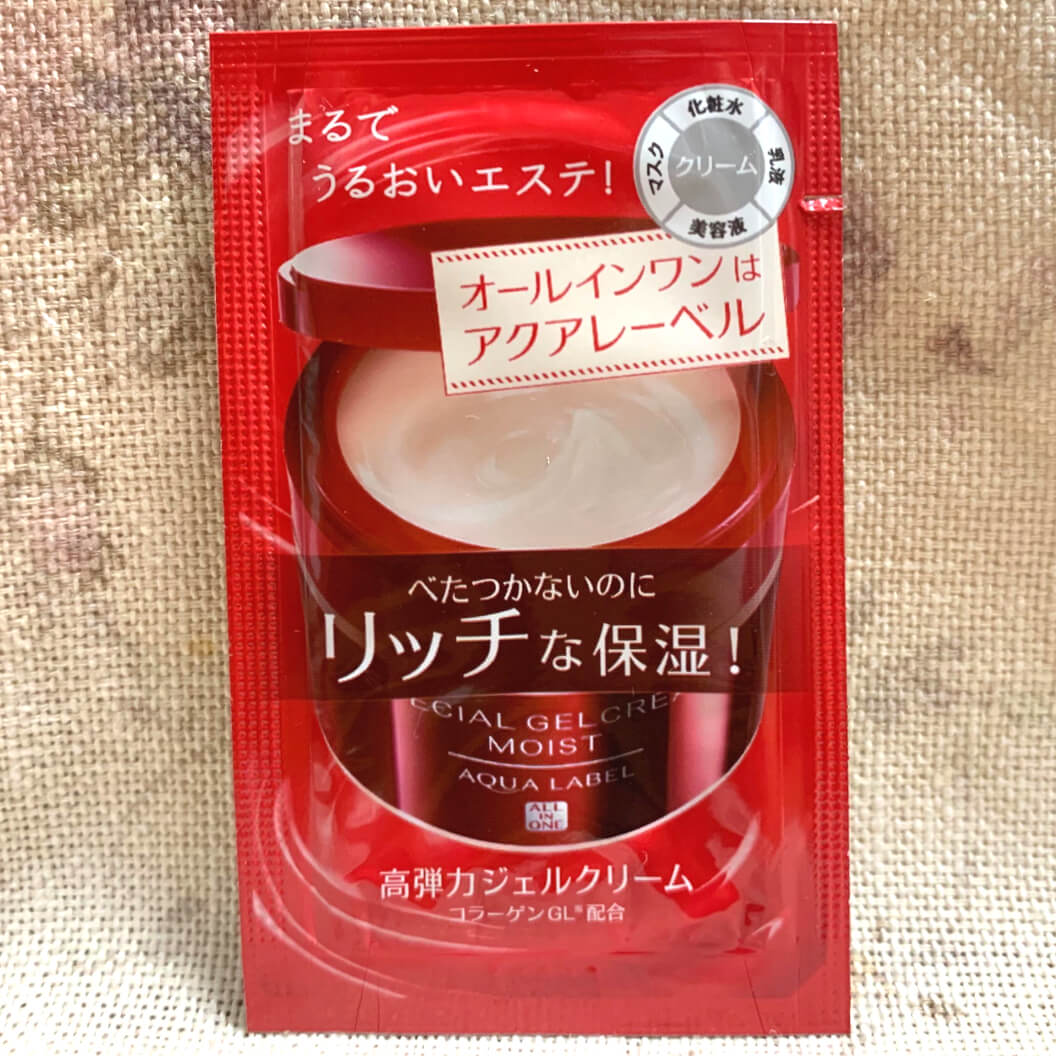 まるで
うるおいエステ!
化粧水
マスク
クリーム
乳液
美容液
オールインワンは
アクアレーベル
べたつかないのに
リッチな保湿!
ECIAL GELCREA
MOIST
AQUA LABEL
ALL
IN
ONE
高弾力ジェルクリーム
コラーゲンGL※配合